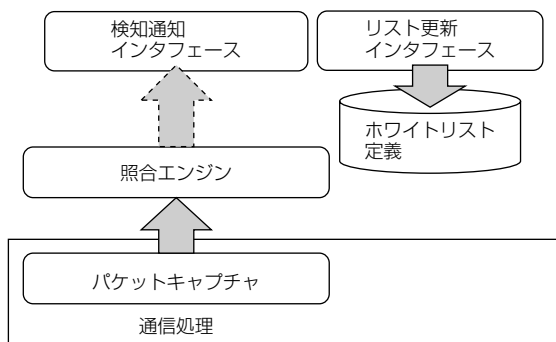 検知通知
インタフェース
リスト更新
インタフェース
ホワイトリスト
定義
照合エンジン
パケットキャプチャ
通信処理